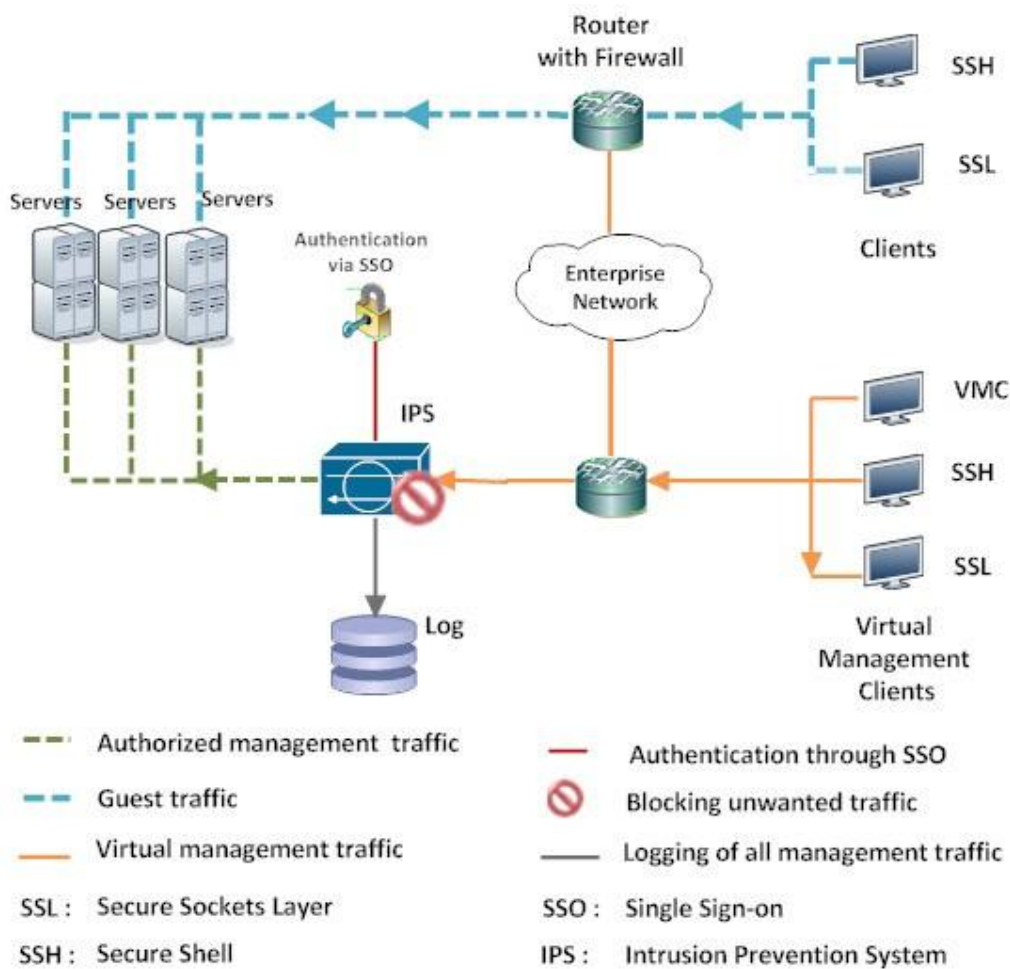 Router
with Firewall
SSH
SSL
Clients
Servers
Servers
Servers
Authentication
via SSO
Enterprise
Network
IPS
VMC
SSH
SSL
Log
Virtual
Management
Clients
Authorized management traffic
Authentication through SSO
Guest traffic
Blocking unwanted traffic
Virtual management traffic
Logging of all management traffic
SSL : Secure Sockets Layer
SSO : Single Sign-on
SSH : Secure Shell
IPS : Intrusion Prevention System